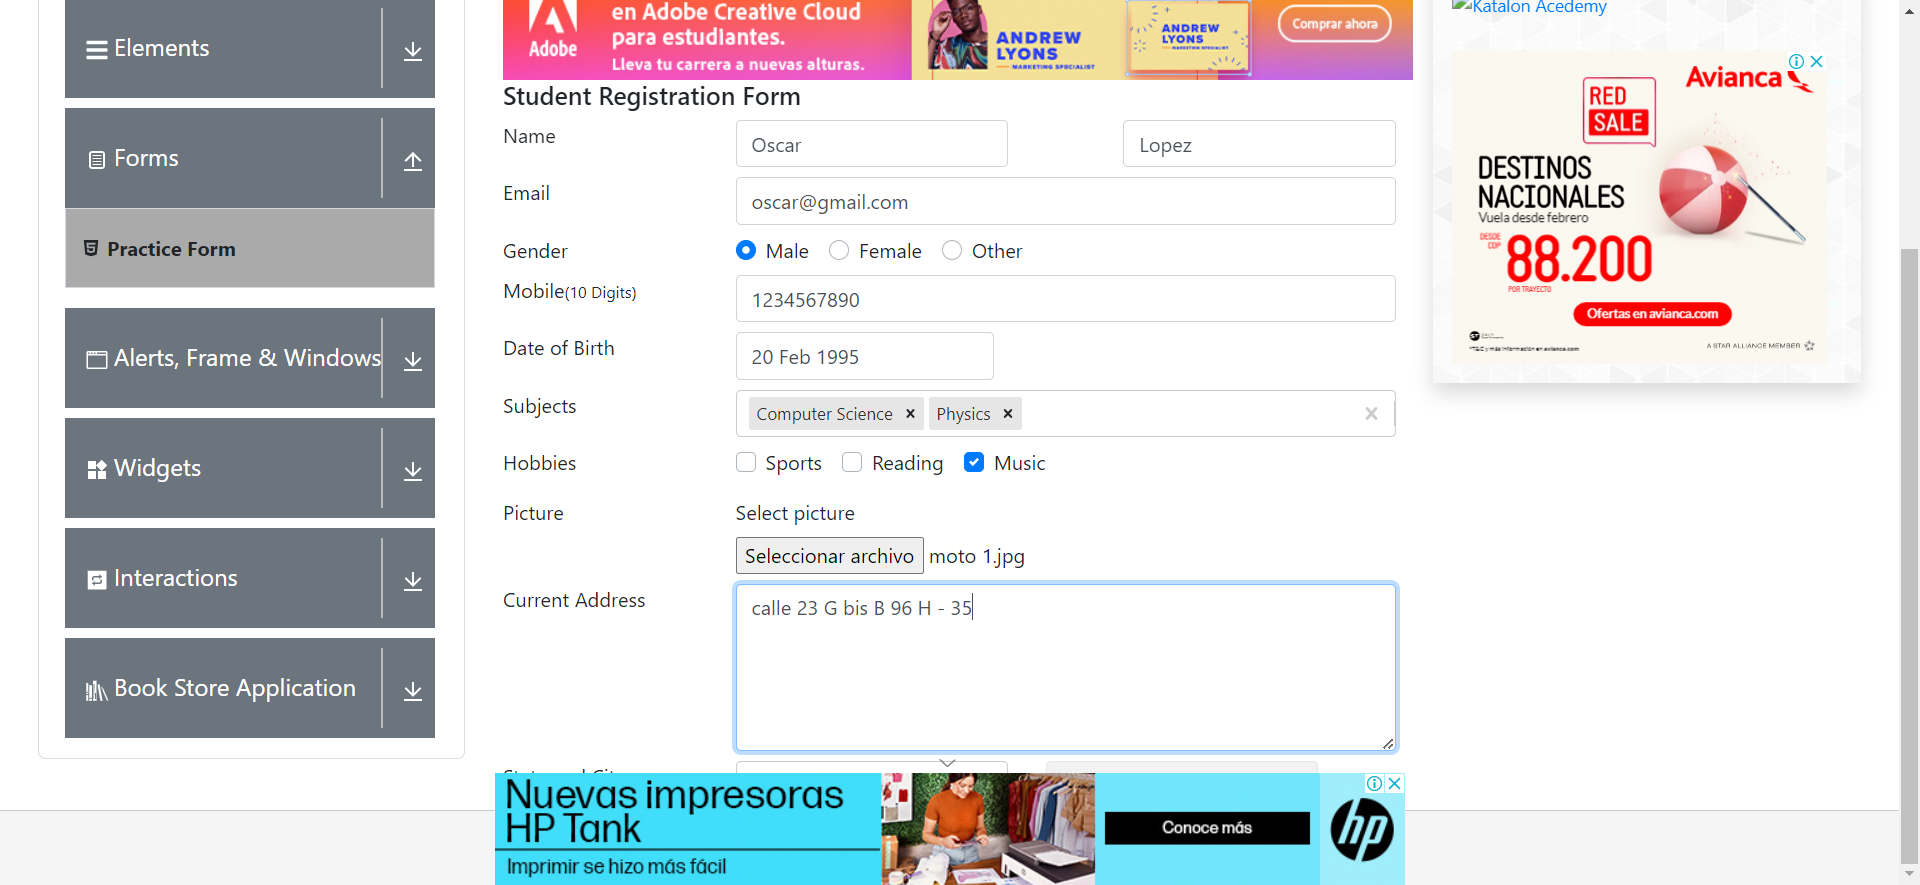 Elements
Forms
Practice Form
Alerts, Frame & Windows
Widgets
Interactions
Book Store Application
Adobe
en Adobe Creative Cloud
para estudiantes.
Lleva tu carrera a nuevas alturas.
ANDREW
LYONS
MARKETING SPECIALIST
ANDREW
LYONS
Comprar ahora
Student Registration Form
Name
Oscar
Lopez
Email
oscar@gmail.com
Gender
Male
Female
Other
Mobile(10 Digits)
1234567890
Date of Birth
20 Feb 1995
Subjects
Computer Science ×
Physics ×
Hobbies
Sports
Reading
Music
Picture
Select picture
Seleccionar archivo moto 1.jpg
Current Address
calle 23 G bis B 96 H - 35
Nuevas impresoras
HP Tank
Imprimir se hizo más fácil
Conoce más
hp
Katalon Acedemy
Avianca
RED
SALE
DESTINOS
NACIONALES
Vuela desde febrero
DESDE
COP
88.200
POR TRAYECTO
Ofertas en avianca.com
*T&C y más información en avianca.com
A STAR ALLIANCE MEMBER